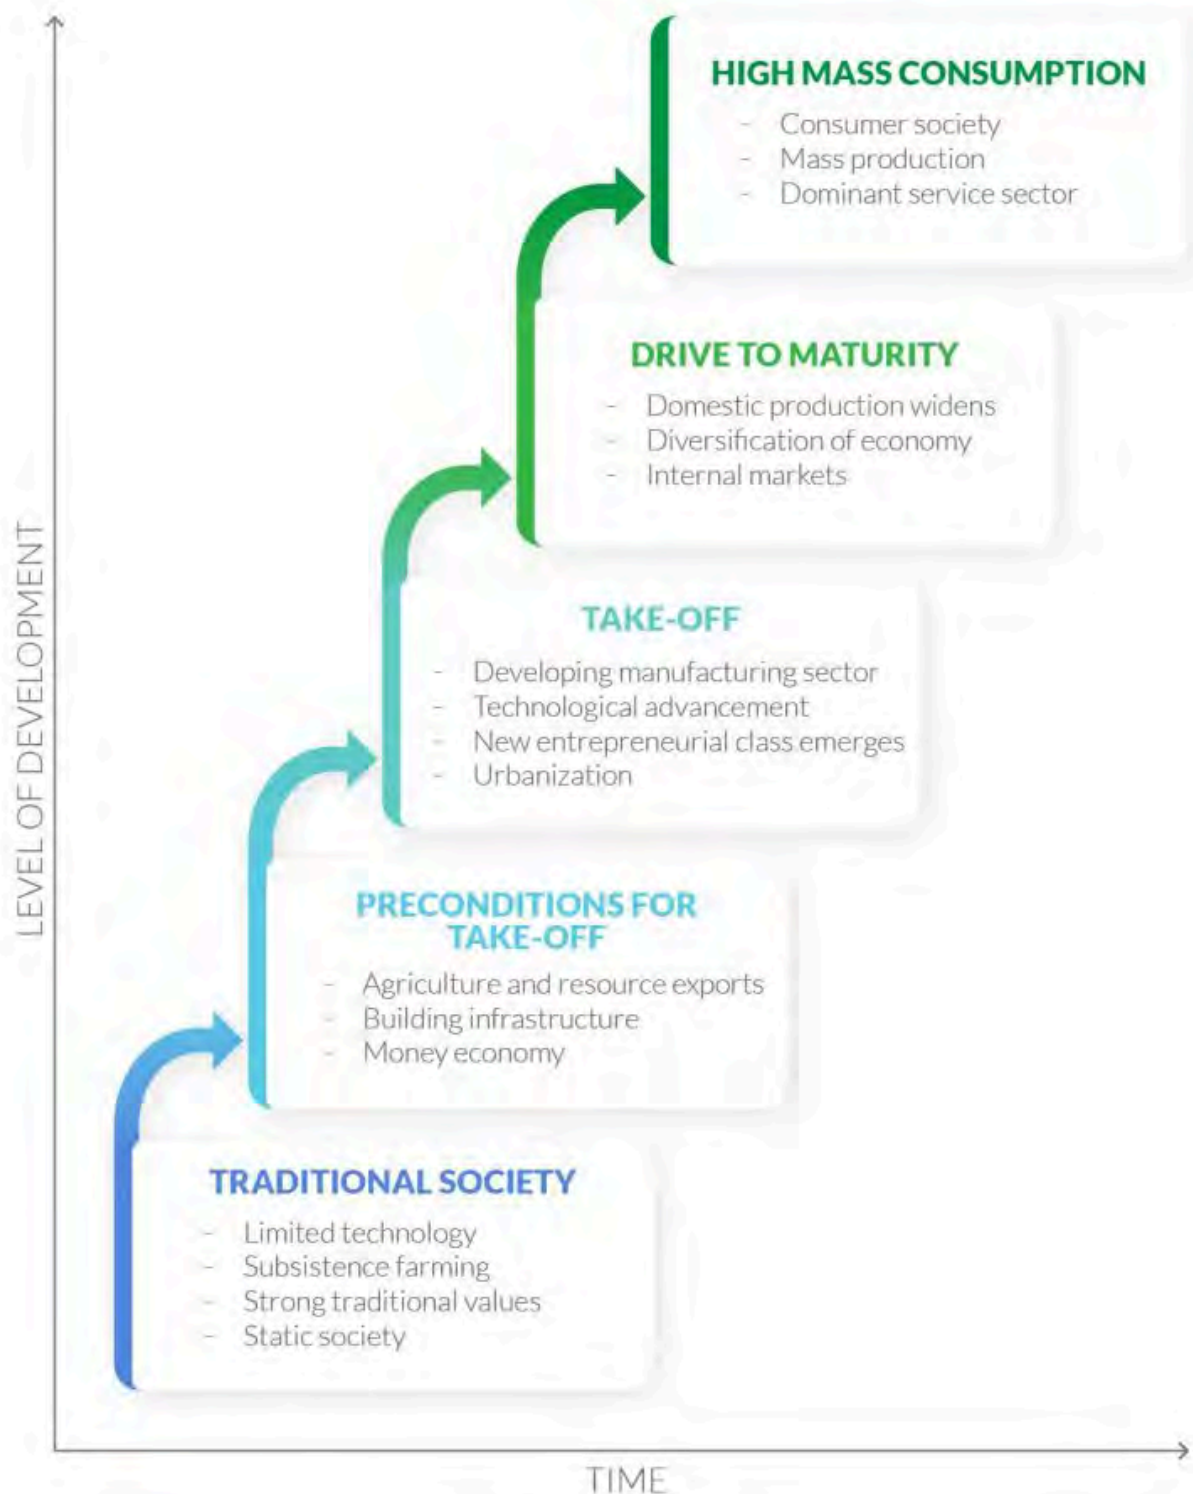 HIGH MASS CONSUMPTION
- Consumer society
- Mass production
- Dominant service sector
DRIVE TO MATURITY
- Domestic production widens
- Diversification of economy
- Internal markets
TAKE-OFF
- Developing manufacturing sector
- Technological advancement
- New entrepreneurial class emerges
- Urbanization
PRECONDITIONS FOR
TAKE-OFF
- Agriculture and resource exports
- Building infrastructure
- Money economy
TRADITIONAL SOCIETY
- Limited technology
- Subsistence farming
- Strong traditional values
- Static society
LEVEL OF DEVELOPMENT
TIME